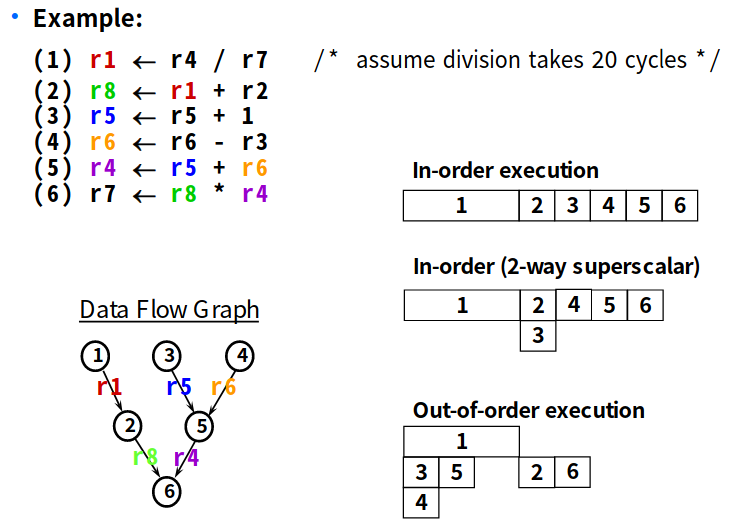 • Example:
(1) r1 ← r4 / r7 /* assume division takes 20 cycles */
(2) r8 ← r1 + r2
(3) r5 ← r5 + 1
(4) r6 ← r6 - r3
(5) r4 ← r5 + r6
(6) r7 ← r8 * r4
In-order execution
1 2 3 4 5 6
In-order (2-way superscalar)
1 2 4 5 6
3
Data Flow Graph
1 3 4
r1 r5 r6
2 5
r8 r4
6
Out-of-order execution
1
3 5 2 6
4